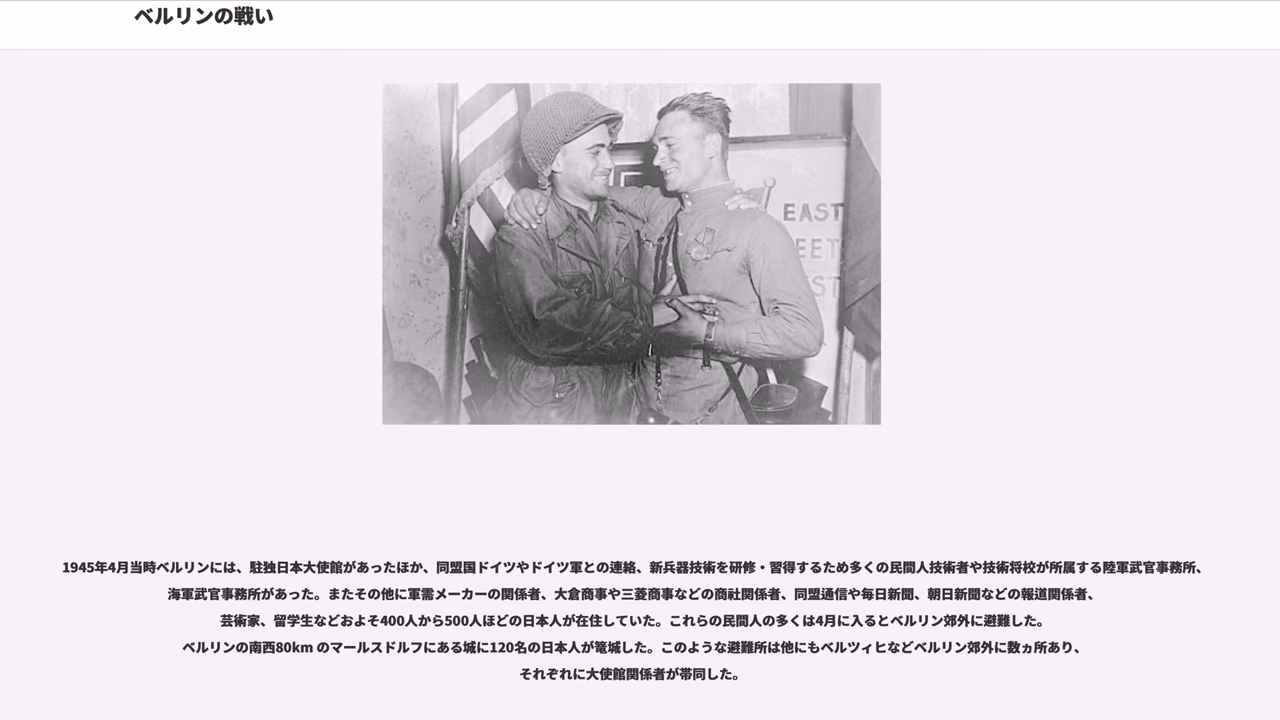 ベルリンの戦い
EAST
EET
ST
1945年4月当時ベルリンには、駐独日本大使館があったほか、同盟国ドイツやドイツ軍との連絡、新兵器技術を研修・習得するため多くの民間人技術者や技術将校が所属する陸軍武官事務所、
海軍武官事務所があった。またその他に軍需メーカーの関係者、大倉商事や三菱商事などの商社関係者、同盟通信や毎日新聞、朝日新聞などの報道関係者、
芸術家、留学生などおよそ400人から500人ほどの日本人が在住していた。これらの民間人の多くは4月に入るとベルリン郊外に避難した。
ベルリンの南西80km のマールスドルフにある城に120名の日本人が篭城した。このような避難所は他にもベルツィヒなどベルリン郊外に数ヵ所あり、
それぞれに大使館関係者が帯同した。